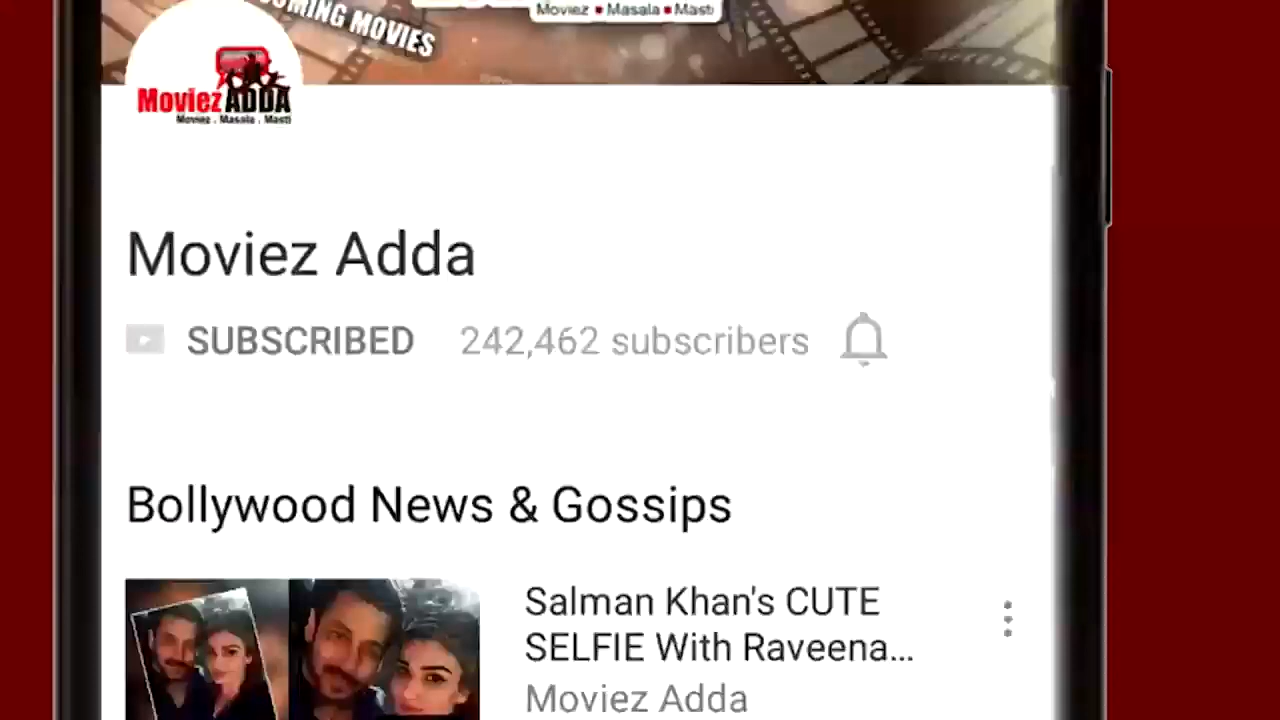 COMING MOVIES
Moviez Masala Masti
Moviez ADDA
Moviez . Masala . Masti
Moviez Adda
SUBSCRIBED 242,462 subscribers
Bollywood News & Gossips
Salman Khan's CUTE
SELFIE With Raveena...
Moviez Adda